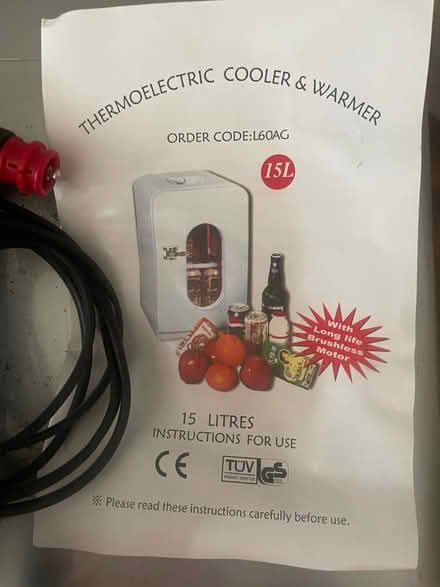 THERMOELECTRIC COOLER & WARMER
ORDER CODE:L60AG
15L
With
Long life
Brushless
Motor
15 LITRES
INSTRUCTIONS FOR USE
CE
TÜV GS
※ Please read these instructions carefully before use.